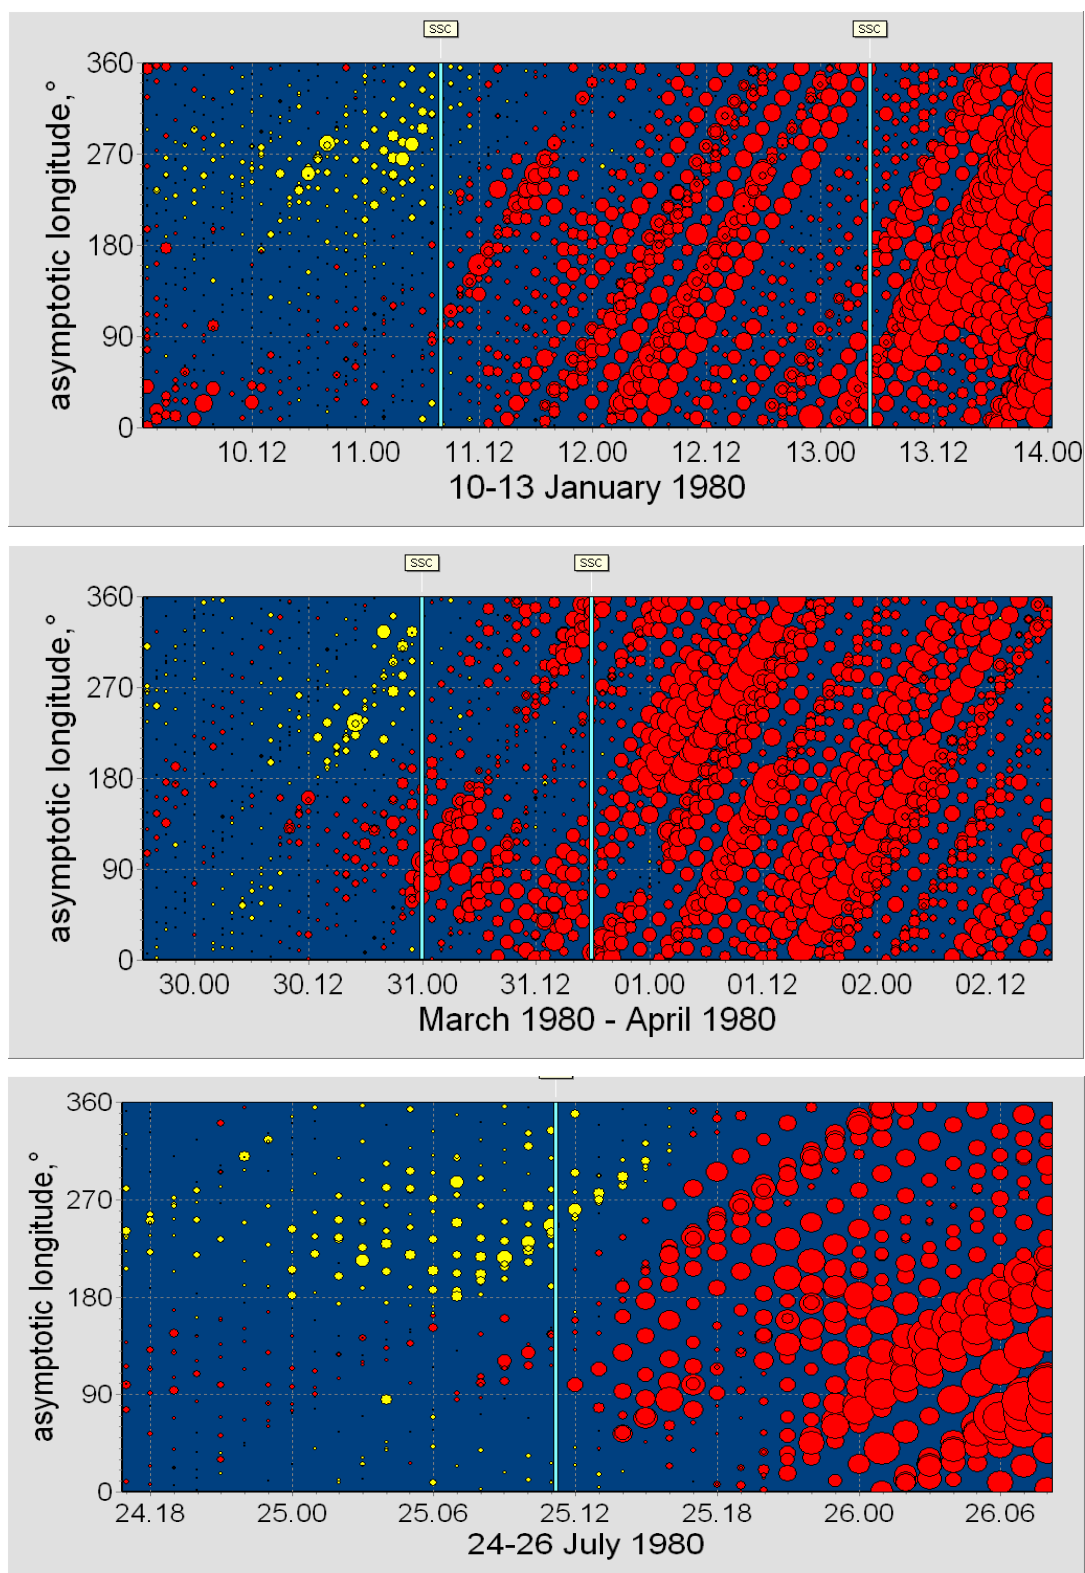 SSC SSC
360
270
180
90
0
asymptotic longitude,°
10.12 11.00 11.12 12.00 12.12 13.00 13.12 14.00
10-13 January 1980
SSC SSC
360
270
180
90
0
asymptotic longitude,°
30.00 30.12 31.00 31.12 01.00 01.12 02.00 02.12
March 1980 - April 1980
360
270
180
90
0
asymptotic longitude,°
24.18 25.00 25.06 25.12 25.18 26.00 26.06
24-26 July 1980